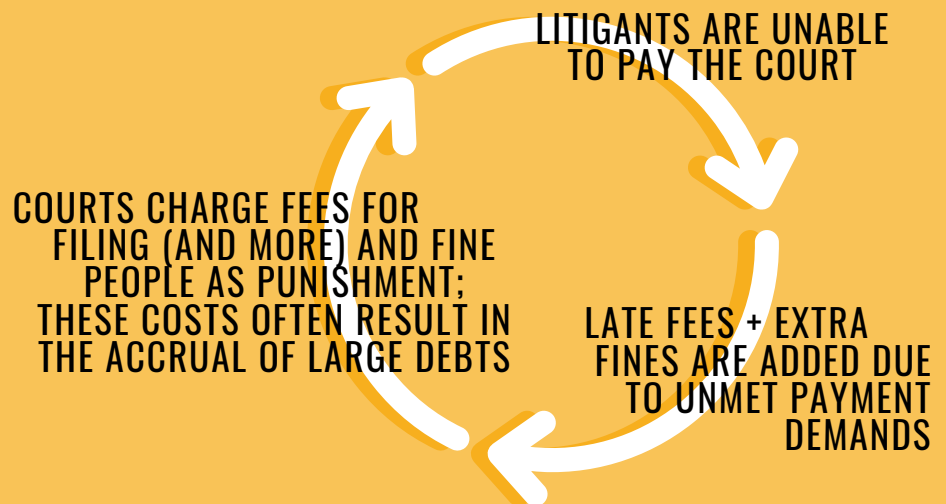 LITIGANTS ARE UNABLE
TO PAY THE COURT
COURTS CHARGE FEES FOR
FILING (AND MORE) AND FINE
PEOPLE AS PUNISHMENT;
THESE COSTS OFTEN RESULT IN
THE ACCRUAL OF LARGE DEBTS
LATE FEES + EXTRA
FINES ARE ADDED DUE
TO UNMET PAYMENT
DEMANDS